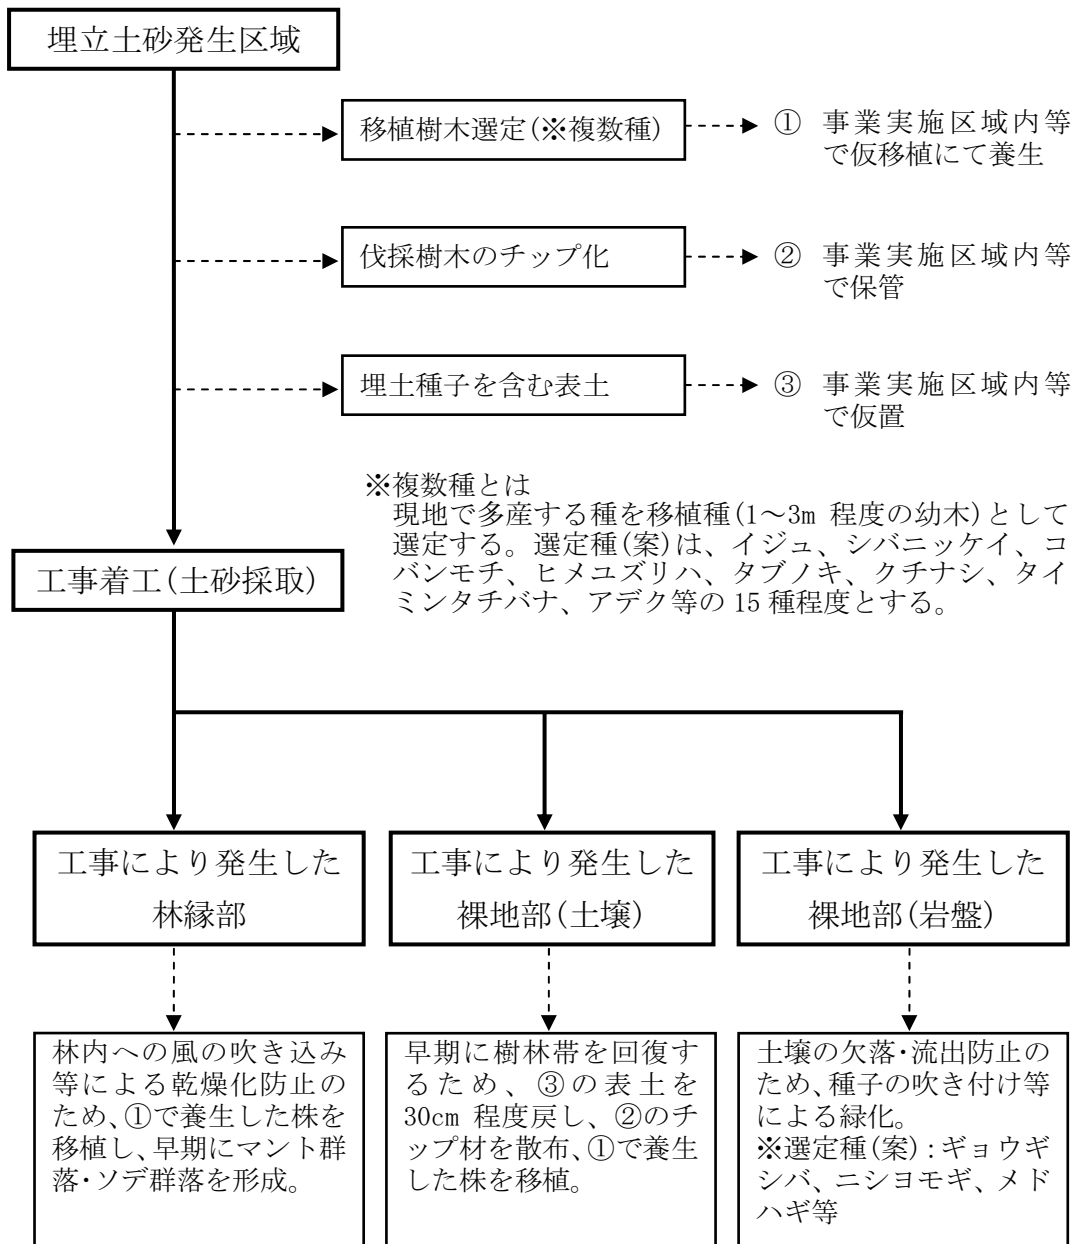 埋立土砂発生区域
移植樹木選定(※複数種)
① 事業実施区域内等
で仮移植にて養生
伐採樹木のチップ化
② 事業実施区域内等
で保管
埋土種子を含む表土
③ 事業実施区域内等
で仮置
※複数種とは
現地で多産する種を移植種(1～3m 程度の幼木)として
選定する。選定種(案)は、イジュ、シバニッケイ、コ
バンモチ、ヒメユズリハ、タブノキ、クチナシ、タイ
ミンタチバナ、アデク等の 15 種程度とする。
工事着工(土砂採取)
工事により発生した
林縁部
工事により発生した
裸地部(土壌)
工事により発生した
裸地部(岩盤)
林内への風の吹き込み
等による乾燥化防止の
ため、①で養生した株を
移植し、早期にマント群
落・ソデ群落を形成。
早期に樹林帯を回復す
るため、③の表土を
30cm 程度戻し、②のチ
ップ材を散布、①で養生
した株を移植。
土壌の欠落・流出防止の
ため、種子の吹き付け等
による緑化。
※選定種(案)：ギョウギ
シバ、ニシヨモギ、メド
ハギ等